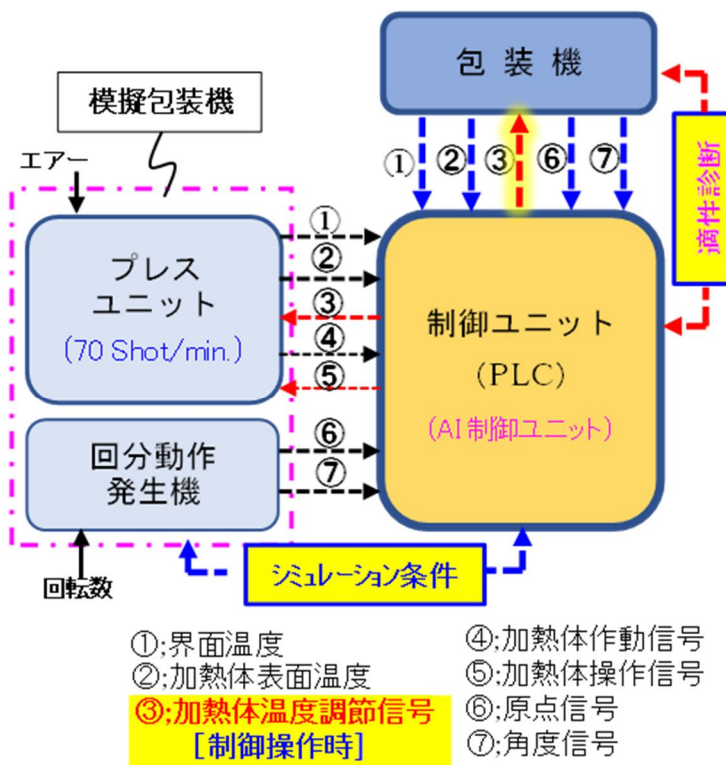 包装機
模擬包装機
エアー
① ② ③ ⑥ ⑦
適性診断
プレス
ユニット
(70 Shot/min.)
①
②
③
④
⑤
制御ユニット
(PLC)
(AI制御ユニット)
回分動作
発生機
⑥
⑦
回転数
シミュレーション条件
①;界面温度
②;加熱体表面温度
③;加熱体温度調節信号
[制御操作時]
④;加熱体作動信号
⑤;加熱体操作信号
⑥;原点信号
⑦;角度信号